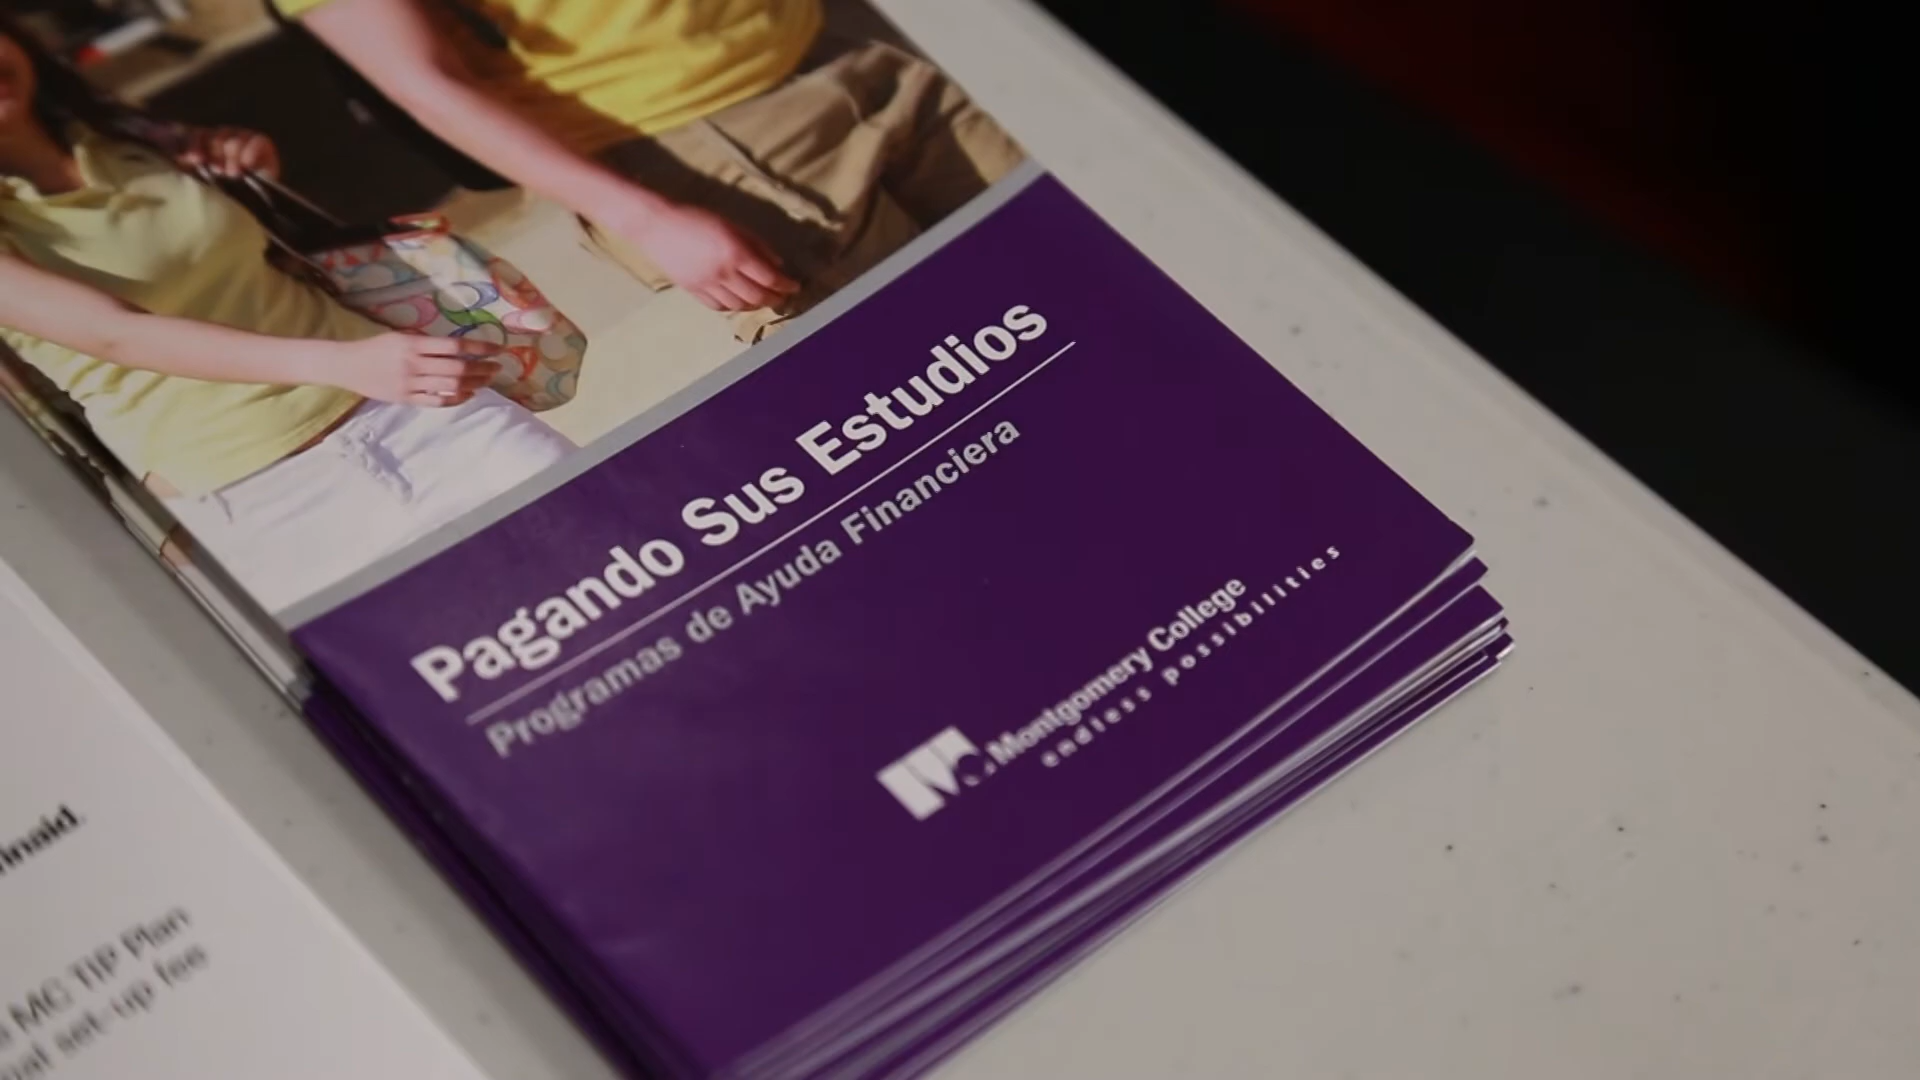 Pagando Sus Estudios
Programas de Ayuda Financiera
Montgomery College
endless possibilities
MC TIP Plan
set-up fee